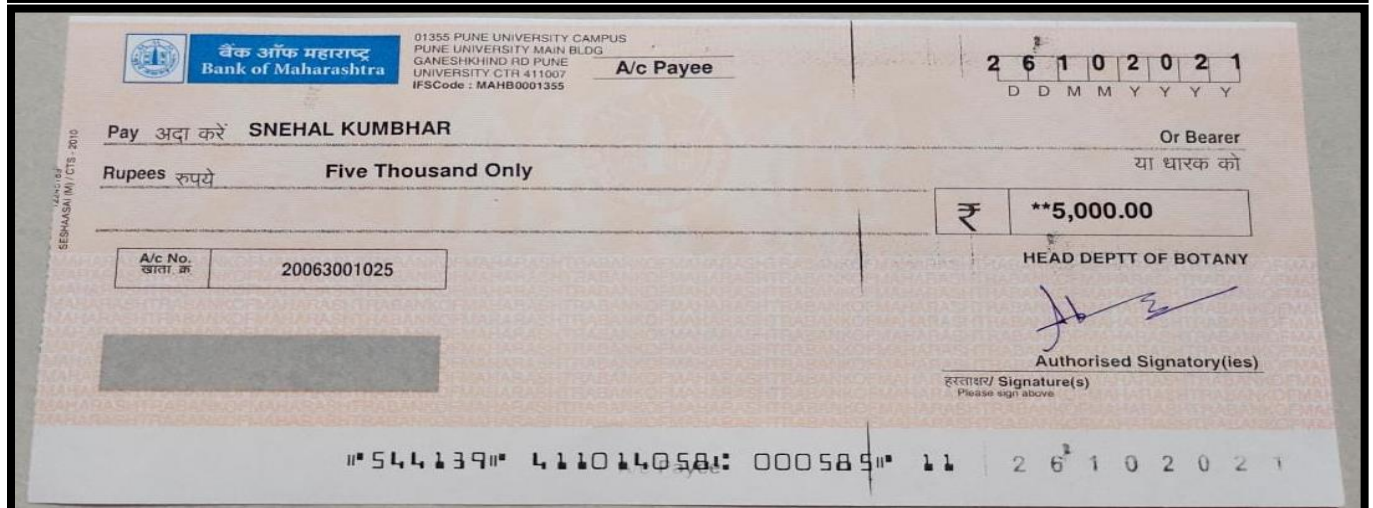 बैंक ऑफ महाराष्ट्र
Bank of Maharashtra
01355 PUNE UNIVERSITY CAMPUS
PUNE UNIVERSITY MAIN BLDG
GANESHKHIND RD PUNE
UNIVERSITY CTR 411007
IFSCode : MAHB0001355
A/c Payee
2 6 1 0 2 0 2 1
D D M M Y Y Y Y
Pay अदा करें SNEHAL KUMBHAR
Or Bearer
या धारक को
Rupees रुपये Five Thousand Only
₹ **5,000.00
SESHAASAI (M) / CTS - 2010
A/c No.
खाता क्र
20063001025
HEAD DEPTT OF BOTANY
Authorised Signatory(ies)
हस्ताक्षर/ Signature(s)
Please sign above
⑈544139⑈ 411014058⑆ 000585⑈ 11
A/c Payee
2 6 1 0 2 0 2 1